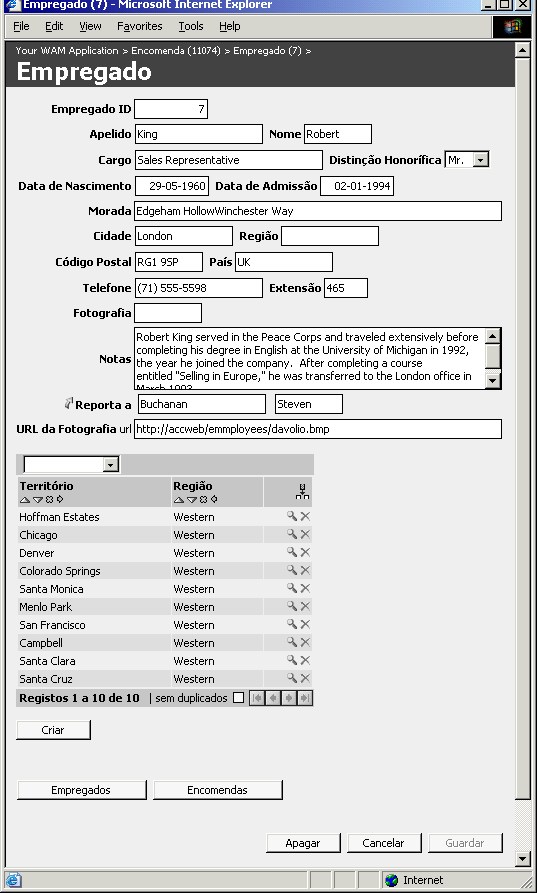 Empregado (7) - Microsoft Internet Explorer
File Edit View Favorites Tools Help
Your WAM Application > Encomenda (11074) > Empregado (7) >
Empregado
Empregado ID 7
Apelido King Nome Robert
Cargo Sales Representative Distinção Honorífica Mr.
Data de Nascimento 29-05-1960 Data de Admissão 02-01-1994
Morada Edgeham HollowWinchester Way
Cidade London Região
Código Postal RG1 9SP País UK
Telefone (71) 555-5598 Extensão 465
Fotografia
Robert King served in the Peace Corps and traveled extensively before
completing his degree in English at the University of Michigan in 1992,
Notas the year he joined the company. After completing a course
entitled "Selling in Europe," he was transferred to the London office in
March 1993.
Reporta a Buchanan Steven
URL da Fotografia url http://accweb/emmployees/davolio.bmp
Território Região
Hoffman Estates Western
Chicago Western
Denver Western
Colorado Springs Western
Santa Monica Western
Menlo Park Western
San Francisco Western
Campbell Western
Santa Clara Western
Santa Cruz Western
Registos 1 a 10 de 10 | sem duplicados
Criar
Empregados Encomendas
Apagar Cancelar Guardar
Internet